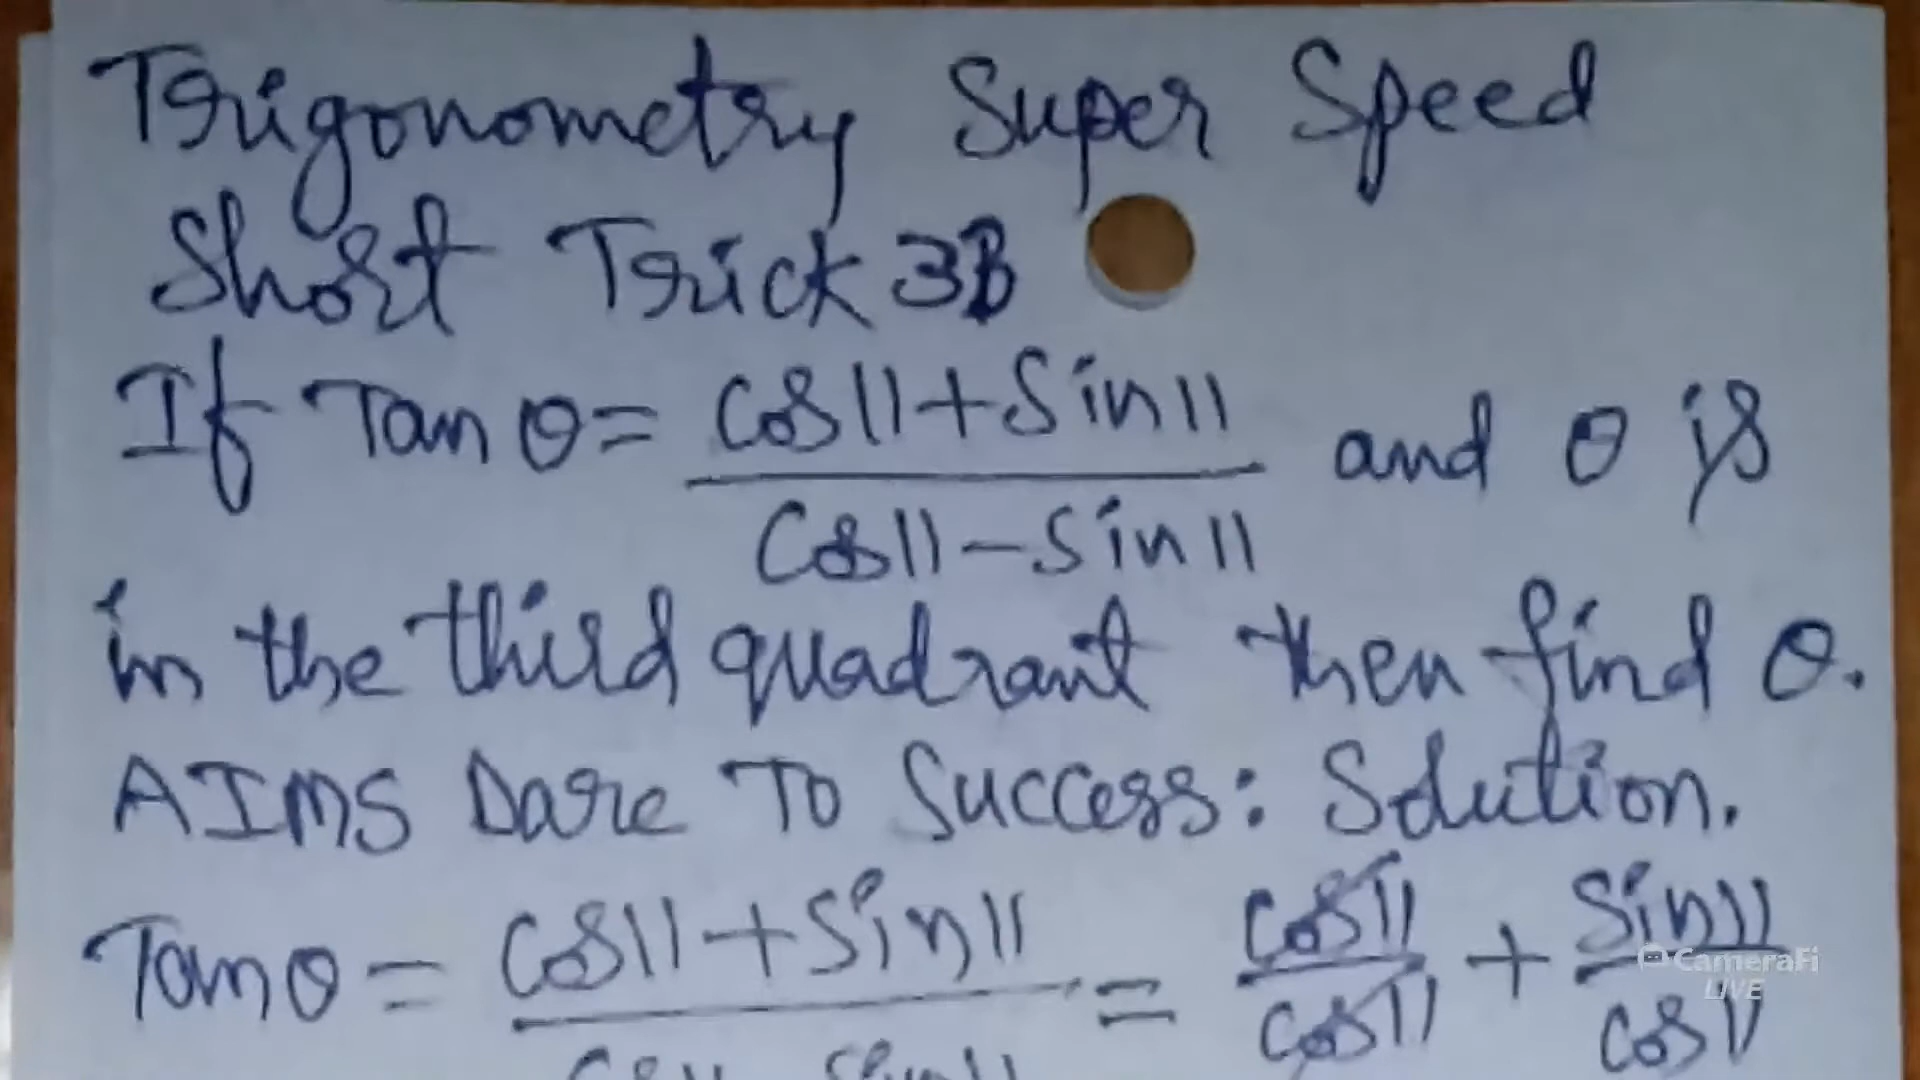 Trigonometry Super Speed
Short Trick 3B
If Tan θ = cos11 + Sin11 and θ is
Cos11 - Sin11
in the third quadrant then find θ.
AIMS Dare To Success: Solution.
Tan θ = Cos11 + Sin11 = Cos11 + Sin11
Cos11 Cos11
CameraFi
LIVE